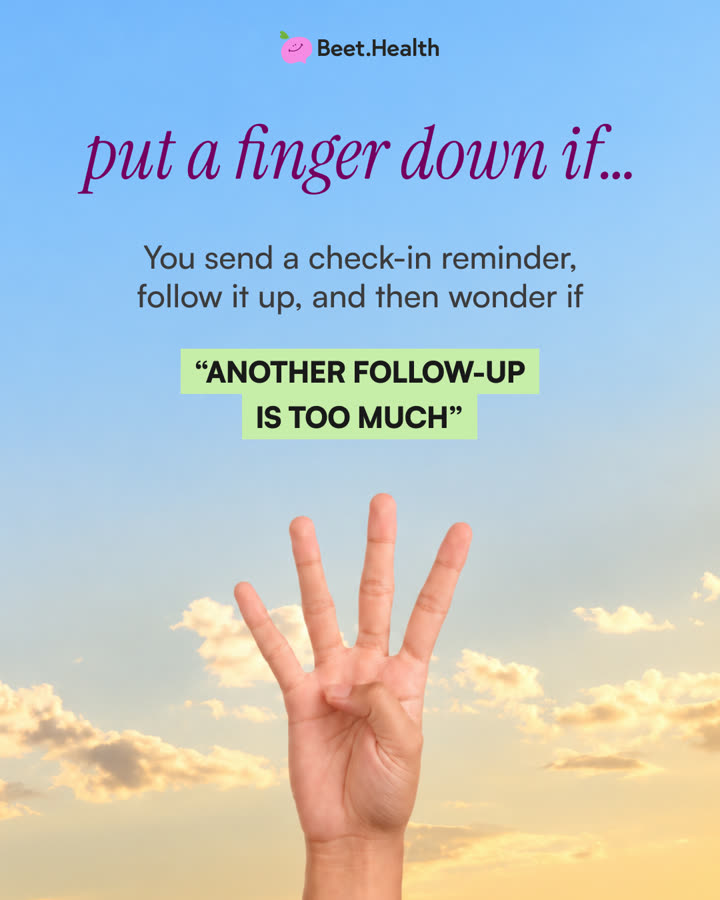 Beet.Health
put a finger down if...
You send a check-in reminder,
follow it up, and then wonder if
“ANOTHER FOLLOW-UP
IS TOO MUCH”